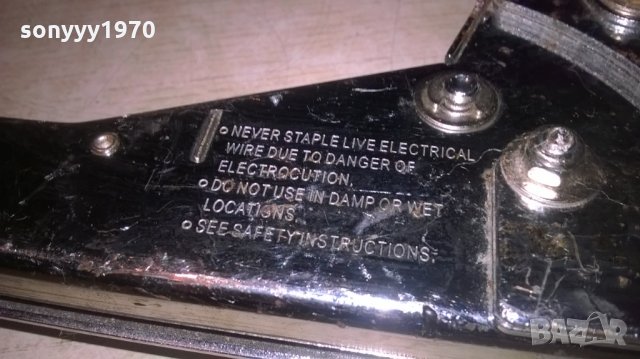 sonyyy1970
o NEVER STAPLE LIVE ELECTRICAL
WIRE DUE TO DANGER OF
ELECTROCUTION.
o DO NOT USE IN DAMP OR WET
LOCATIONS.
o SEE SAFETY INSTRUCTIONS.
BAZAR